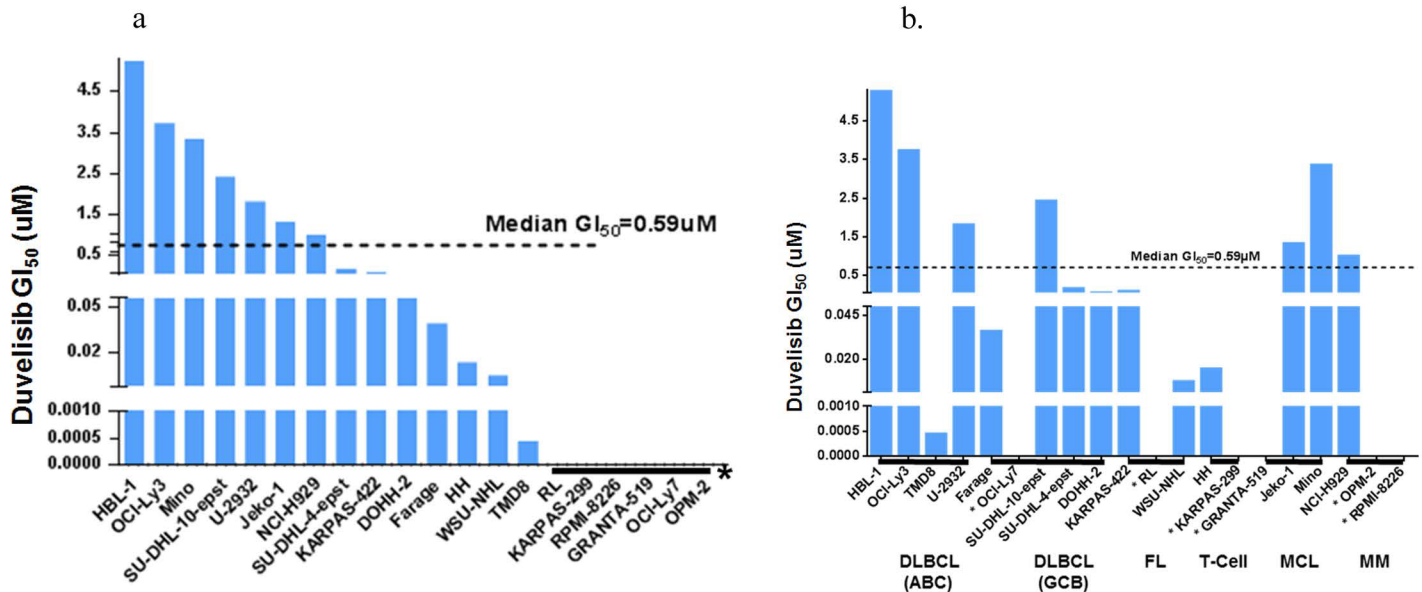 a
Duvelisib GI50 (uM)
4.5
3.5
2.5
1.5
0.5
0.05
0.02
0.0010
0.0005
0.0000
Median GI50=0.59uM
HBL-1
OCI-Ly3
Mino
SU-DHL-10-epst
U-2932
Jeko-1
NCI-H929
SU-DHL-4-epst
KARPAS-422
DOHH-2
Farage
HH
WSU-NHL
TMD8
RL
KARPAS-299
RPMI-8226
GRANTA-519
OCI-Ly7
OPM-2
*
b.
Duvelisib GI50 (uM)
4.5
3.5
2.5
1.5
0.5
0.045
0.020
0.0010
0.0005
0.0000
Median GI50=0.59µM
HBL-1
OCI-Ly3
TMD8
U-2932
Farage
* OCI-Ly7
SU-DHL-10-epst
SU-DHL-4-epst
DOHH-2
KARPAS-422
* RL
WSU-NHL
HH
* KARPAS-299
* GRANTA-519
Jeko-1
Mino
NCI-H929
* OPM-2
* RPMI-8226
DLBCL
(ABC)
DLBCL
(GCB)
FL
T-Cell
MCL
MM